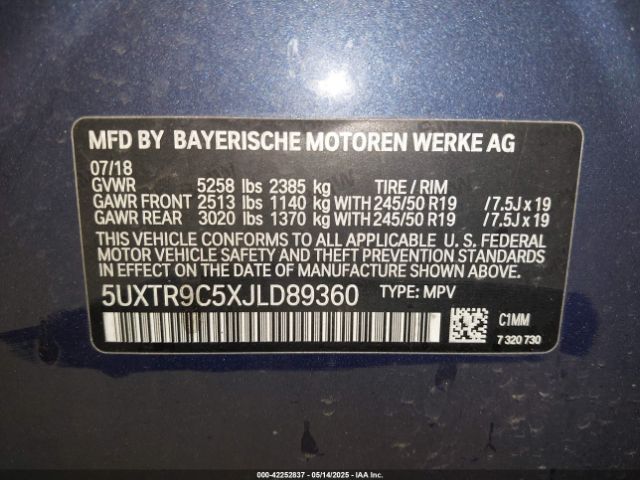 MFD BY BAYERISCHE MOTOREN WERKE AG
07/18
GVWR 5258 lbs 2385 kg TIRE / RIM
GAWR FRONT 2513 lbs 1140 kg WITH 245/50 R19 / 7.5J x 19
GAWR REAR 3020 lbs 1370 kg WITH 245/50 R19 / 7.5J x 19
THIS VEHICLE CONFORMS TO ALL APPLICABLE U. S. FEDERAL
MOTOR VEHICLE SAFETY, BUMPER, AND
THEFT PREVENTION STANDARDS IN EFFECT
ON THE DATE OF MANUFACTURE SHOWN ABOVE.
5UXTR9C5XJLD89360 TYPE: MPV
C1MM
7 320 730
000-42252637 - 05/14/2025 - IAA Inc.